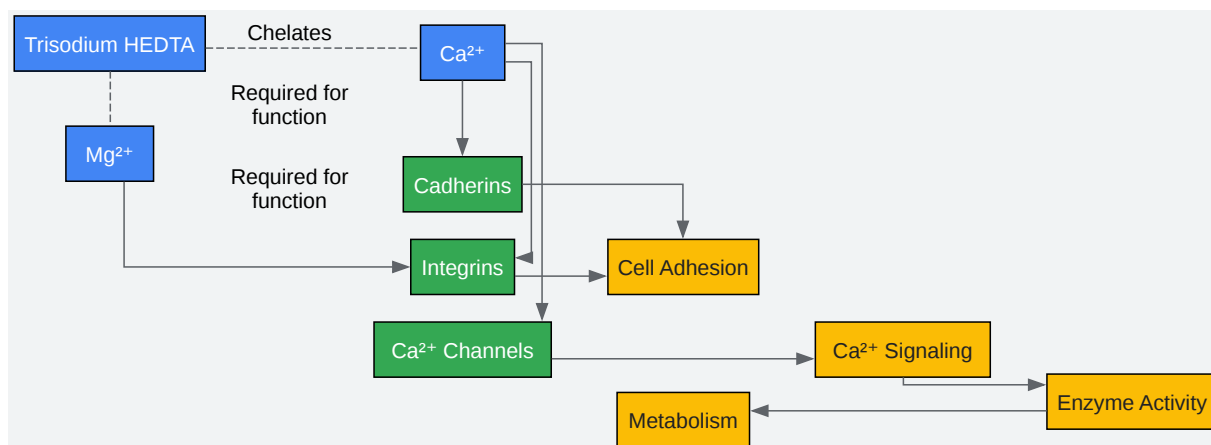 Trisodium HEDTA
Chelates
Ca²⁺
Required for
function
Mg²⁺
Required for
function
Cadherins
Integrins
Cell Adhesion
Ca²⁺ Channels
Ca²⁺ Signaling
Enzyme Activity
Metabolism